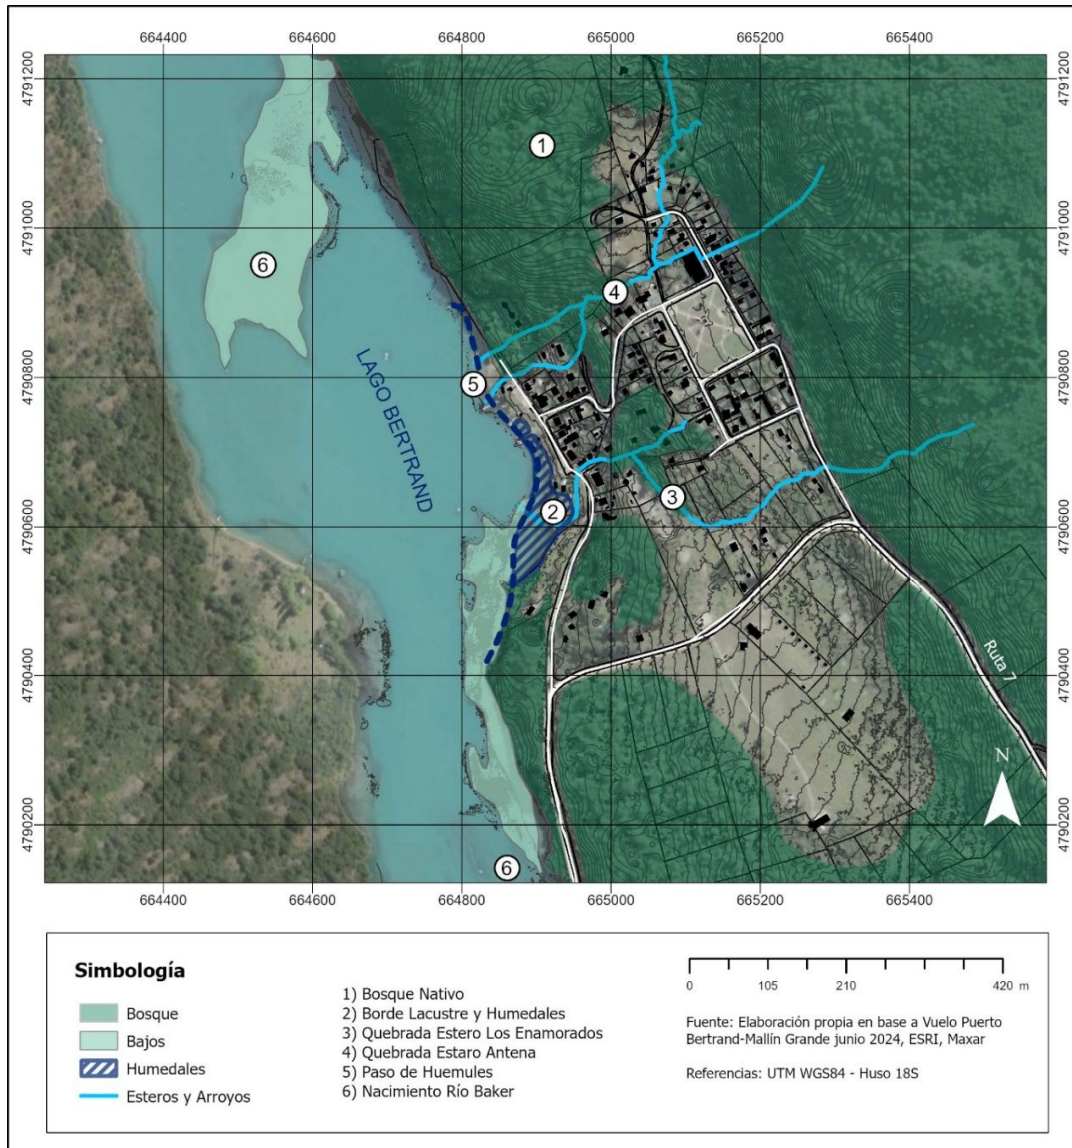 664400 664600 664800 665000 665200 665400
4791200 4791200
1
4791000 4791000
6
4
LAGO BERTRAND
4790800 4790800
5
3
2
4790600 4790600
4790400 4790400
Ruta 7
N
4790200 4790200
6
664400 664600 664800 665000 665200 665400
Simbología
Bosque
Bajos
Humedales
Esteros y Arroyos
1) Bosque Nativo
2) Borde Lacustre y Humedales
3) Quebrada Estero Los Enamorados
4) Quebrada Estaro Antena
5) Paso de Huemules
6) Nacimiento Río Baker
0 105 210 420 m
Fuente: Elaboración propia en base a Vuelo Puerto
Bertrand-Mallín Grande junio 2024, ESRI, Maxar
Referencias: UTM WGS84 - Huso 18S